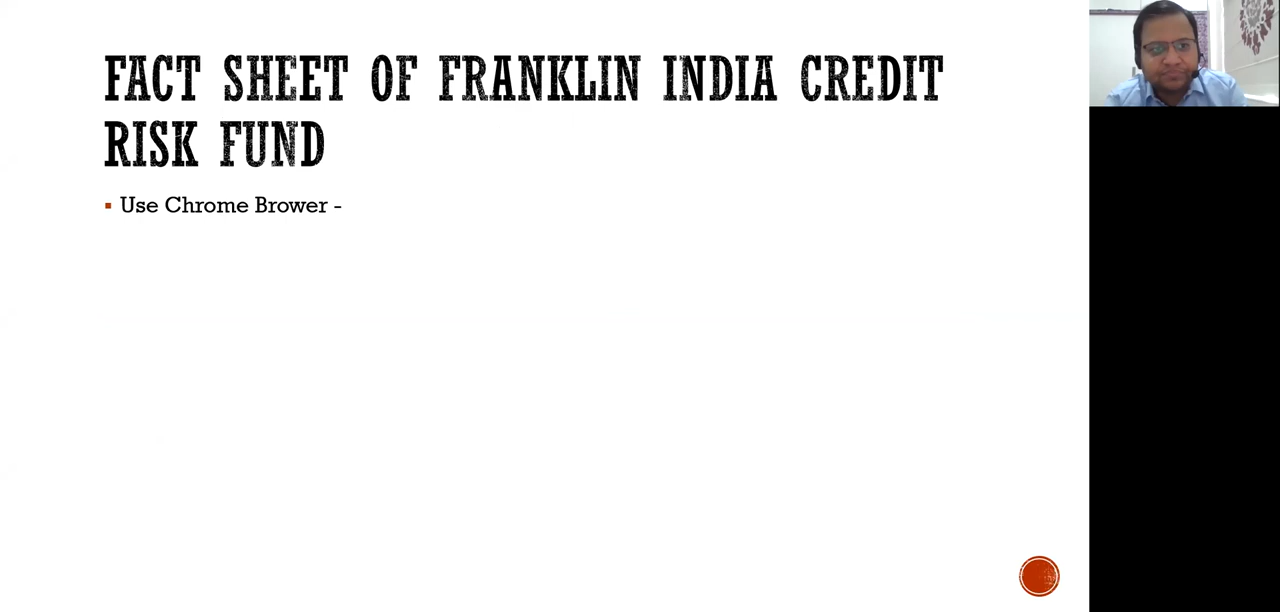 FACT SHEET OF FRANKLIN INDIA CREDIT
RISK FUND
Use Chrome Brower -